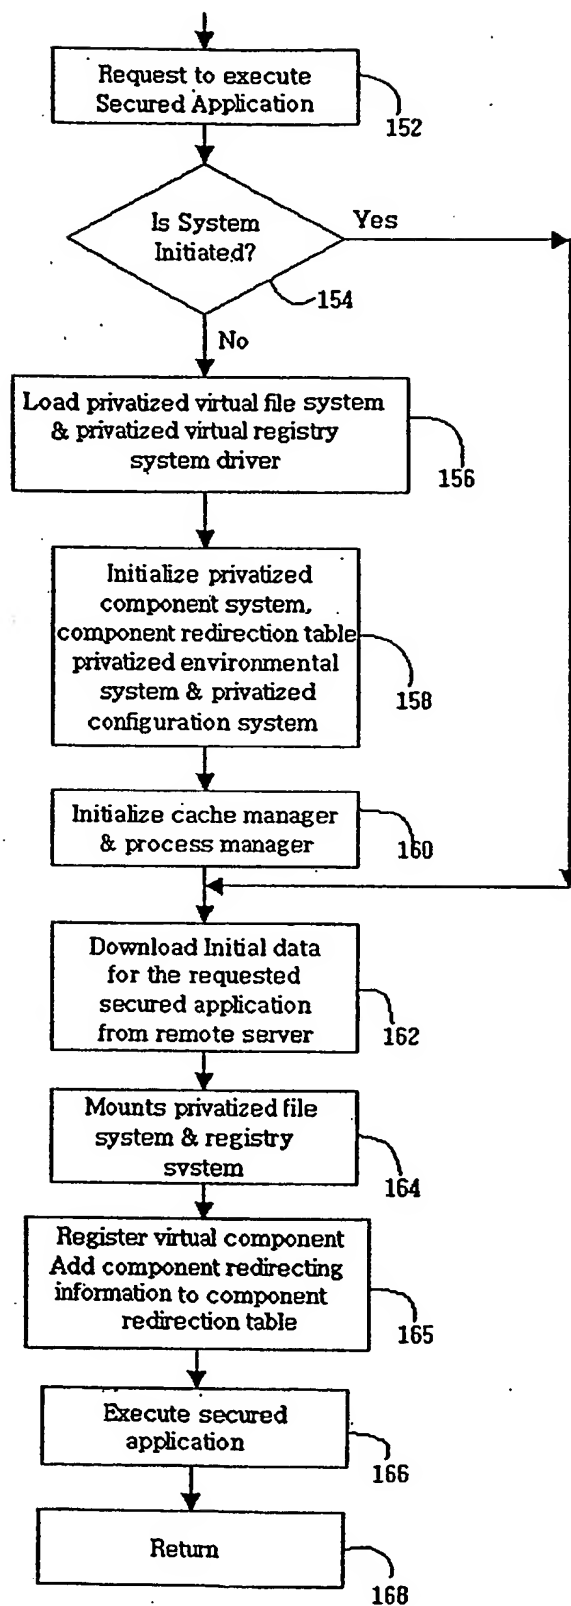 Request to execute
Secured Application
152
Is System
Initiated?
Yes
154
No
Load privatized virtual file system
& privatized virtual registry
system driver
156
Initialize privatized
component system,
component redirection table
privatized environmental
system & privatized
configuration system
158
Initialize cache manager
& process manager
160
Download Initial data
for the requested
secured application
from remote server
162
Mounts privatized file
system & registry
system
164
Register virtual component
Add component redirecting
information to component
redirection table
165
Execute secured
application
166
Return
168